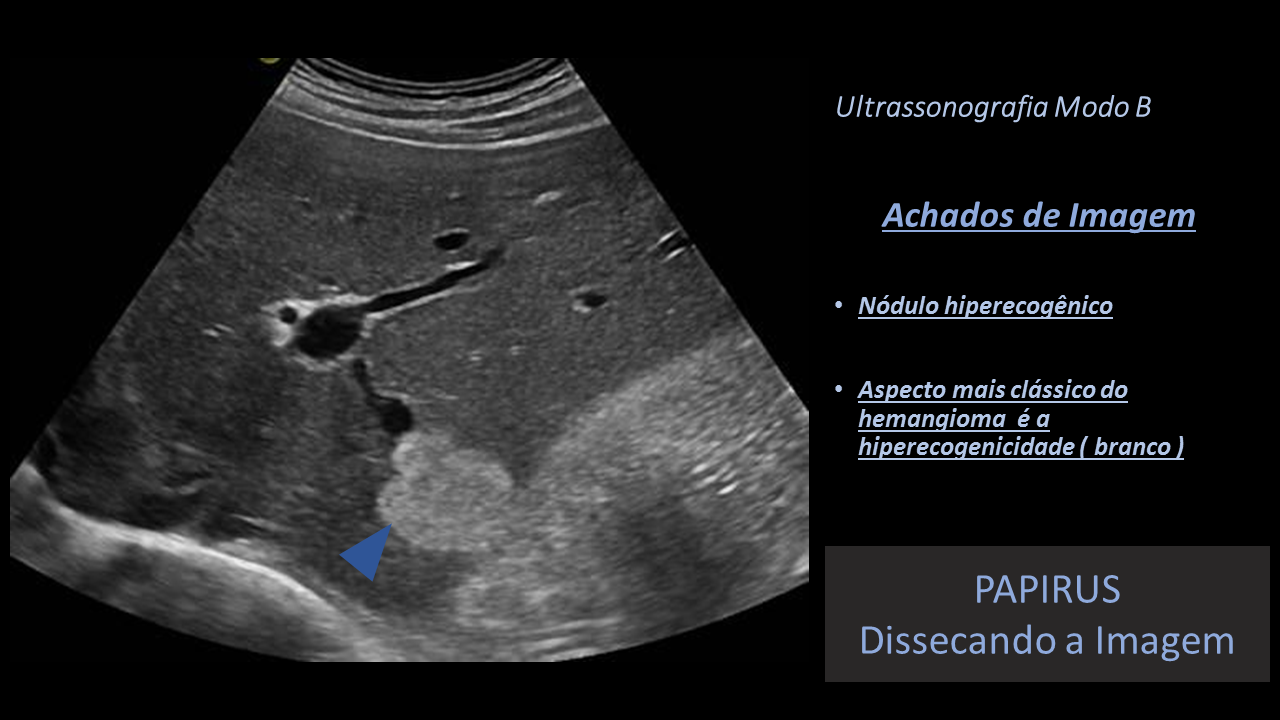 Ultrassonografia Modo B
Achados de Imagem
• Nódulo hiperecogênico
• Aspecto mais clássico do
hemangioma é a
hiperecogenicidade ( branco )
PAPIRUS
Dissecando a Imagem